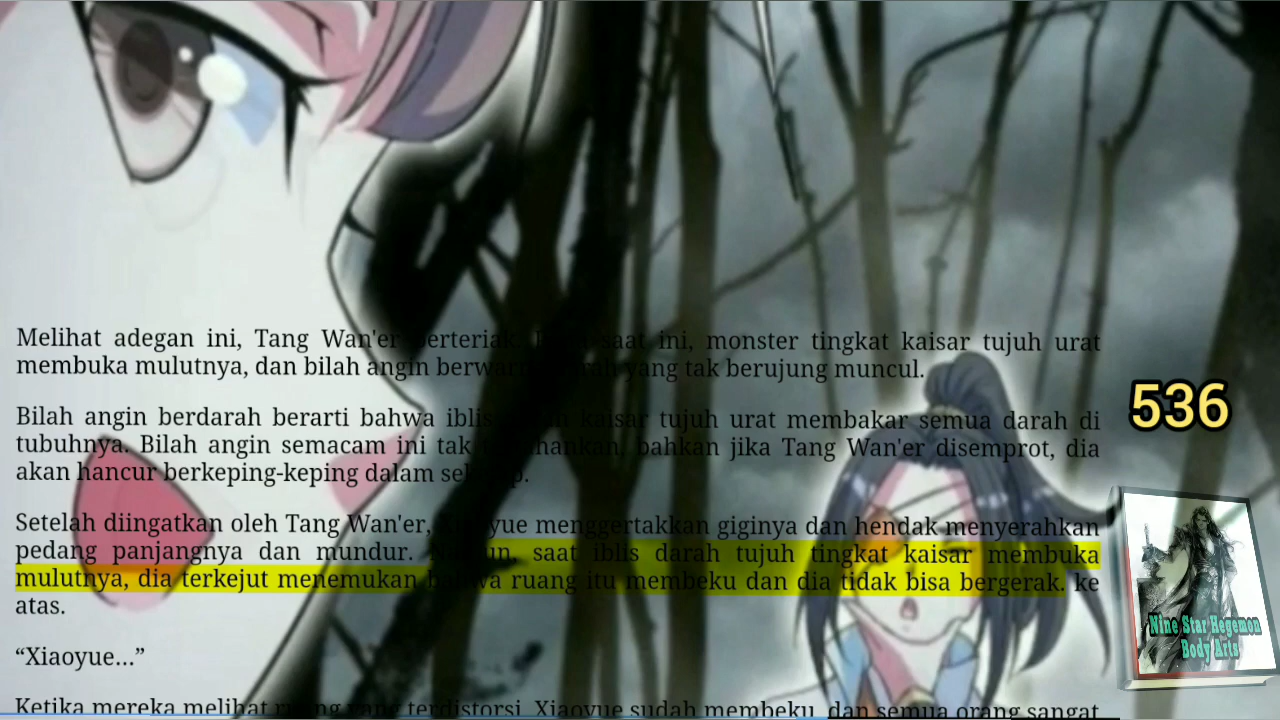 Melihat adegan ini, Tang Wan'er berteriak. saat ini, monster tingkat kaisar tujuh urat
membuka mulutnya, dan bilah angin berwarna yang tak berujung muncul.
Bilah angin berdarah berarti bahwa iblis kaisar tujuh urat membakar semua darah di
tubuhnya. Bilah angin semacam ini tak bahkan jika Tang Wan'er disemprot, dia
akan hancur berkeping-keping dalam
Setelah diingatkan oleh Tang Wan'er, menggertakkan giginya dan hendak menyerahkan
pedang panjangnya dan mundur. saat iblis darah tujuh tingkat kaisar membuka
mulutnya, dia terkejut menemukan bahwa ruang itu membeku dan dia tidak bisa bergerak. ke
atas.
“Xiaoyue...”
Ketika mereka melihat ruang yang terdistorsi, Xiaoyue sudah membeku, dan semua orang sangat
536
Nine Star Hegemon
Body Arts